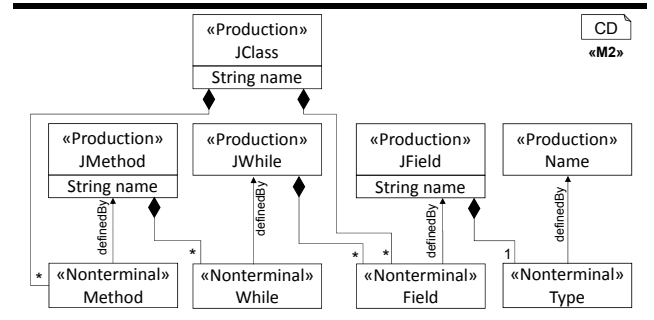 «Production»
JClass
String name
CD
«M2»
«Production»
JMethod
String name
«Production»
JWhile
«Production»
JField
String name
«Production»
Name
definedBy
definedBy
definedBy
definedBy
*
*
*
*
1
«Nonterminal»
Method
«Nonterminal»
While
«Nonterminal»
Field
«Nonterminal»
Type